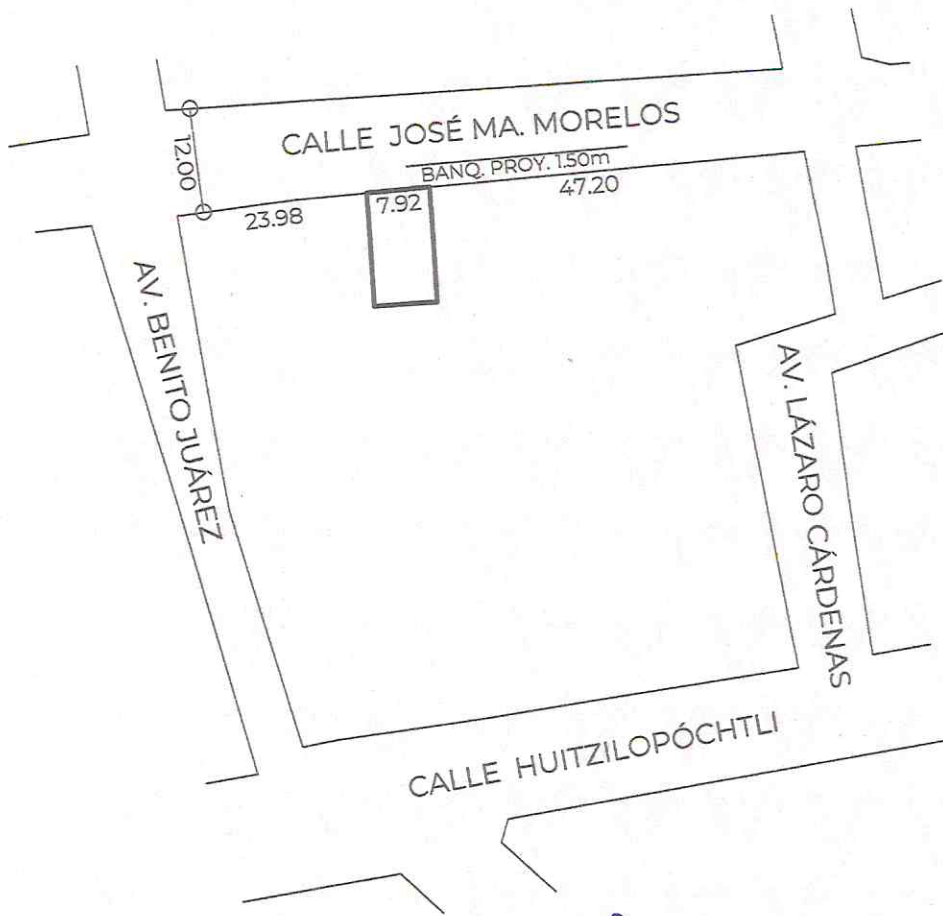 CALLE JOSÉ MA. MORELOS
12.00
BANQ. PROY. 1.50m
23.98
7.92
47.20
AV. BENITO JUÁREZ
AV. LÁZARO CÁRDENAS
CALLE HUITZILOPÓCHTLI